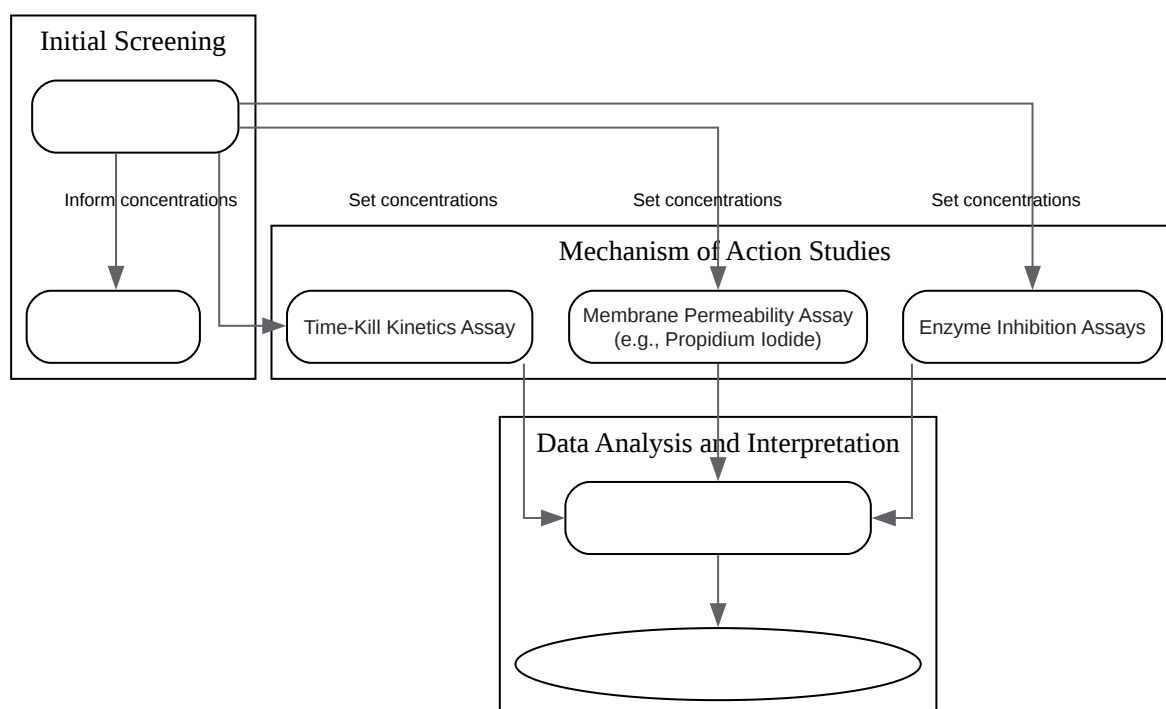 Initial Screening
Inform concentrations
Set concentrations
Set concentrations
Set concentrations
Mechanism of Action Studies
Time-Kill Kinetics Assay
Membrane Permeability Assay
(e.g., Propidium Iodide)
Enzyme Inhibition Assays
Data Analysis and Interpretation